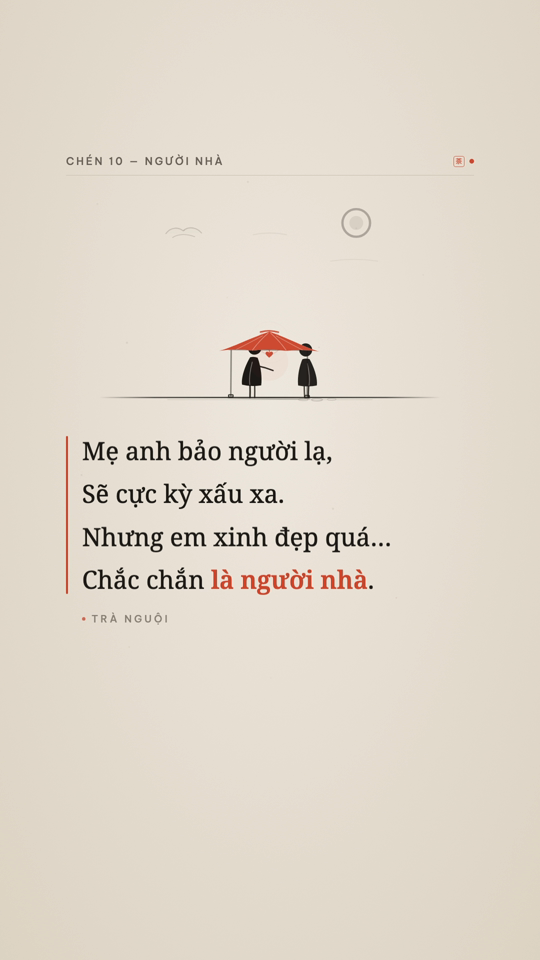 CHÉN 10 — NGƯỜI NHÀ
Mẹ anh bảo người lạ,
Sẽ cực kỳ xấu xa.
Nhưng em xinh đẹp quá...
Chắc chắn là người nhà.
• TRÀ NGUỘI